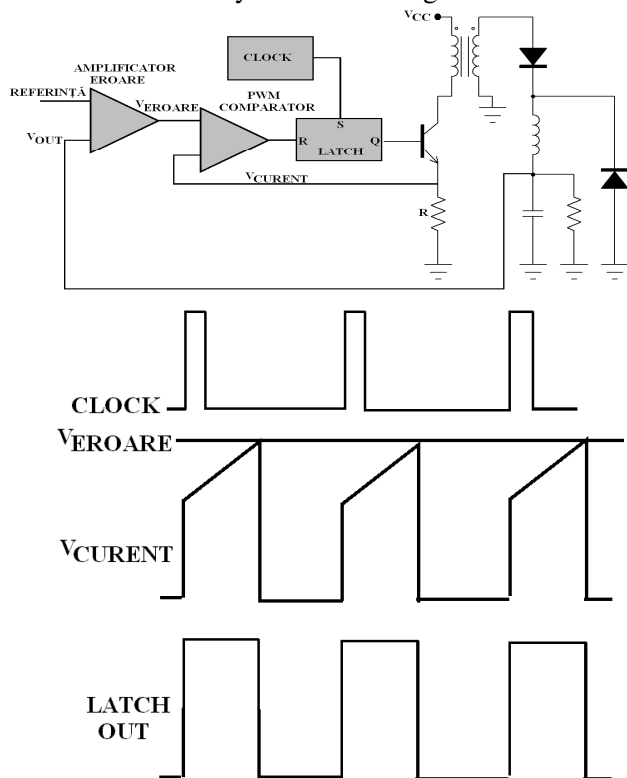 VCC
CLOCK
AMPLIFICATOR
EROARE
REFERINȚĂ
VEROARE
PWM
COMPARATOR
VOUT
S
R
Q
LATCH
VCURENT
R
CLOCK
VEROARE
VCURENT
LATCH
OUT